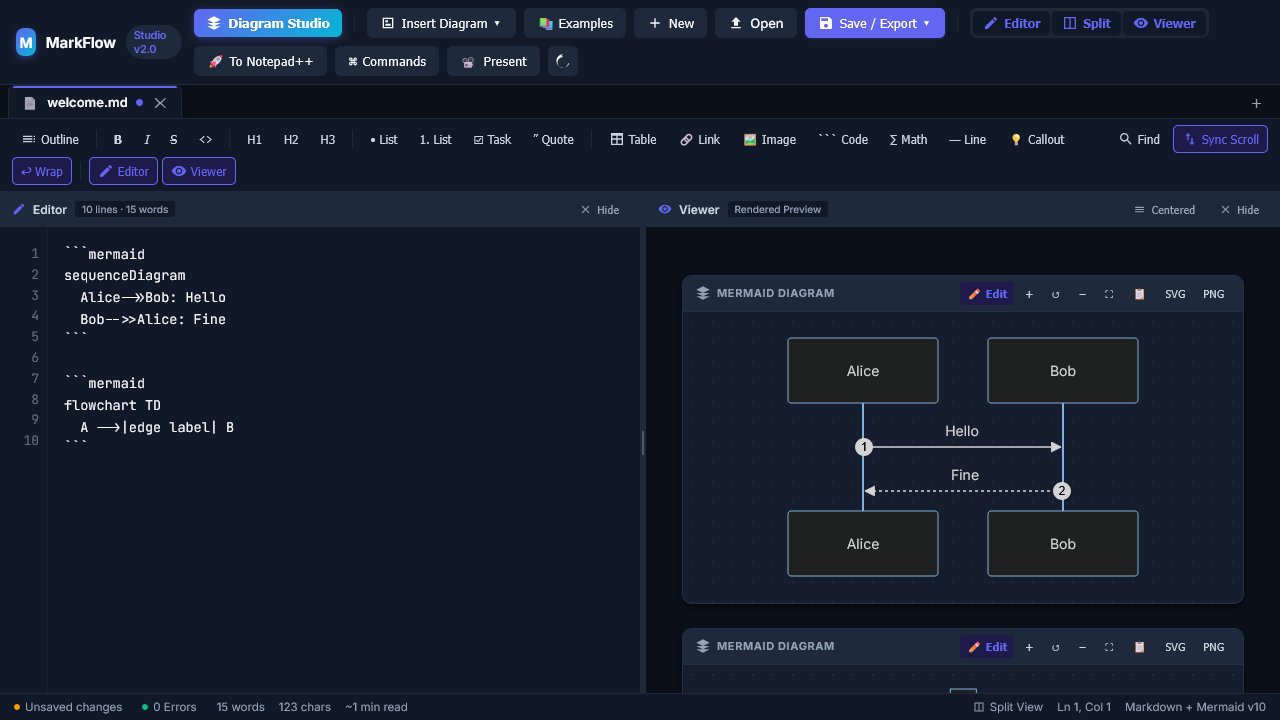 M MarkFlow Studio v2.0
Diagram Studio Insert Diagram ▾ Examples + New Open Save / Export ▾ Editor Split Viewer
To Notepad++ ⌘ Commands Present
welcome.md
Outline B I S <> H1 H2 H3 • List 1. List ☑ Task " Quote Table Link Image ``` Code ∑ Math — Line Callout Find Sync Scroll
↩ Wrap Editor Viewer
Editor 10 lines · 15 words × Hide
Viewer Rendered Preview Centered × Hide
1 ```mermaid
2 sequenceDiagram
3 Alice->>Bob: Hello
4 Bob-->>Alice: Fine
5 ```
6
7 ```mermaid
8 flowchart TD
9 A -->|edge label| B
10 ```
MERMAID DIAGRAM Edit + ↺ − ⛶ SVG PNG
Alice Bob
Hello
1
Fine
2
Alice Bob
MERMAID DIAGRAM Edit + ↺ − ⛶ SVG PNG
Unsaved changes 0 Errors 15 words 123 chars ~1 min read Split View Ln 1, Col 1 Markdown + Mermaid v10